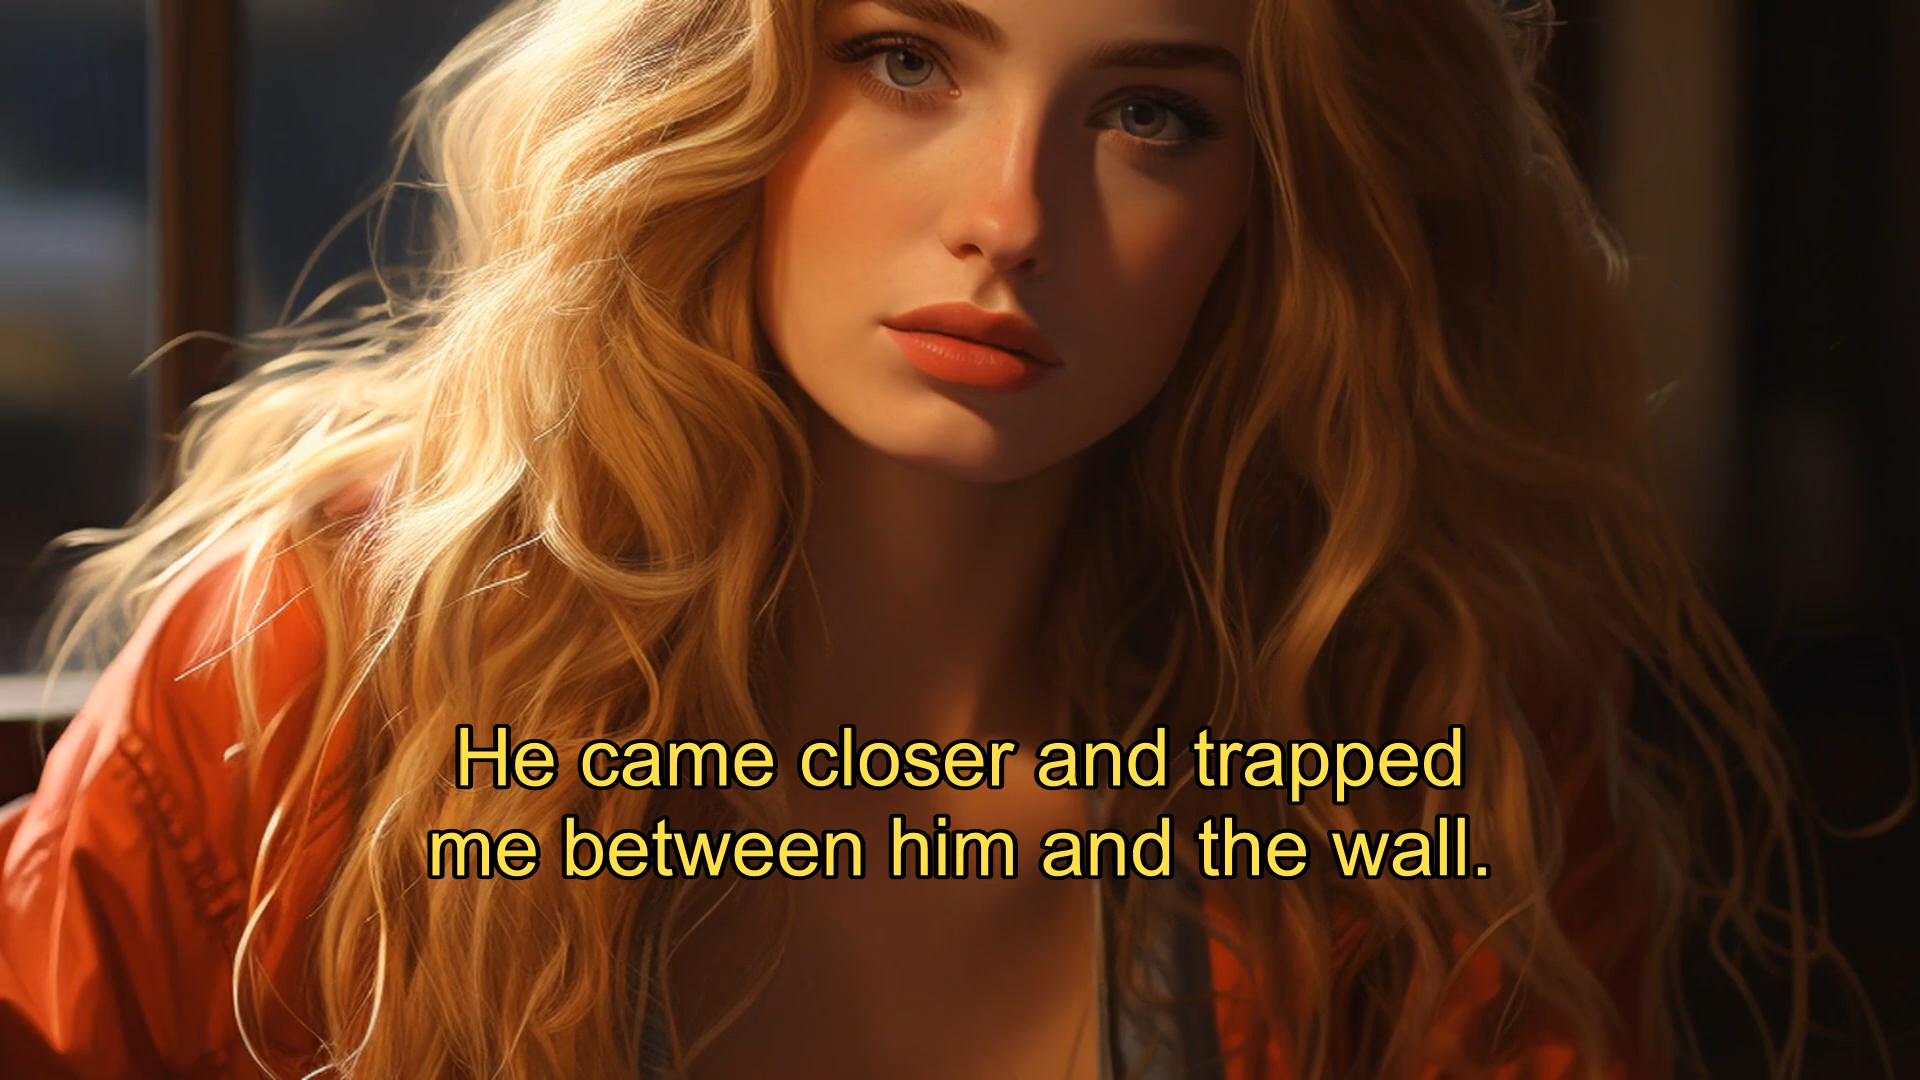 He came closer and trapped
me between him and the wall.